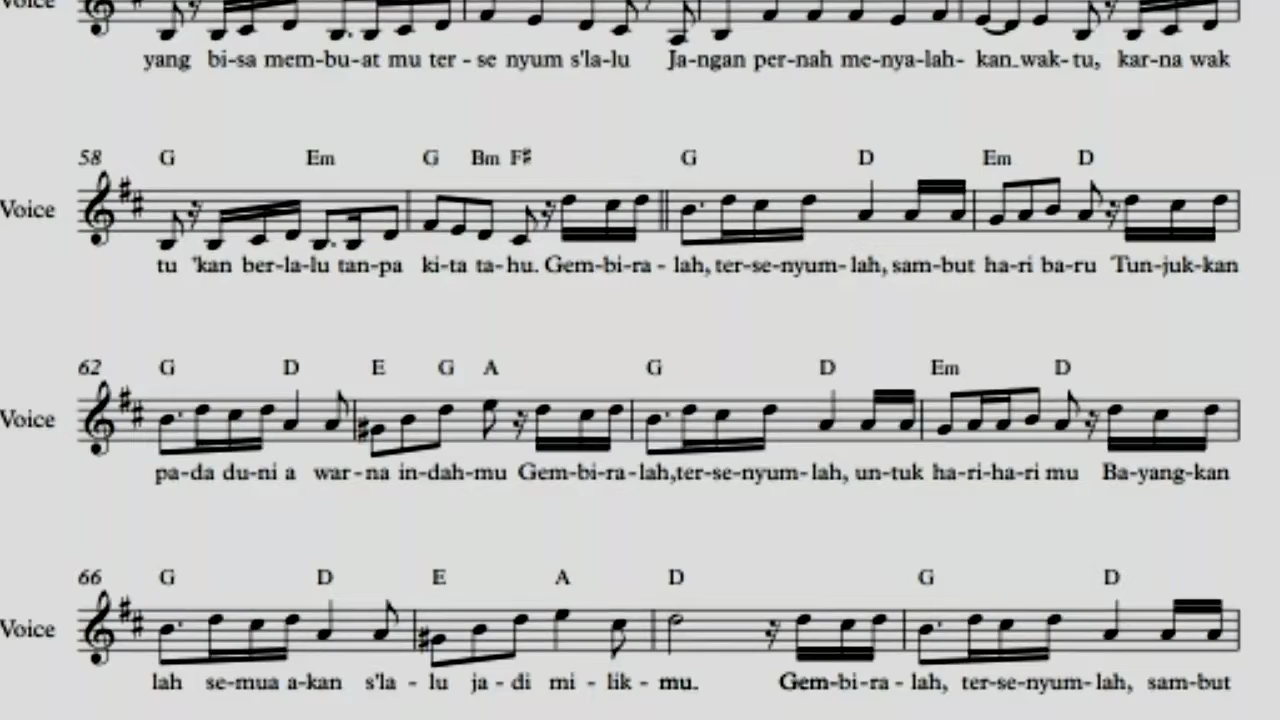 Voice
yang bi-sa mem-bu-at mu ter - se nyum s'la-lu Ja-ngan per-nah me-nya-lah- kan wak-tu, kar-na wak
58 G Em G Bm F♯ G D Em D
Voice
tu 'kan ber-la-lu tan-pa ki-ta ta-hu. Gem-bi-ra - lah, ter-se-nyum-lah, sam-but ha-ri ba-ru Tun-juk-kan
62 G D E G A G D Em D
Voice
pa-da du-ni a war-na in-dah-mu Gem-bi-ra-lah,ter-se-nyum-lah, un-tuk ha-ri-ha-ri mu Ba-yang-kan
66 G D E A D G D
Voice
lah se-mua a-kan s'la - lu ja - di mi - lik - mu. Gem-bi-ra - lah, ter-se-nyum-lah, sam-but